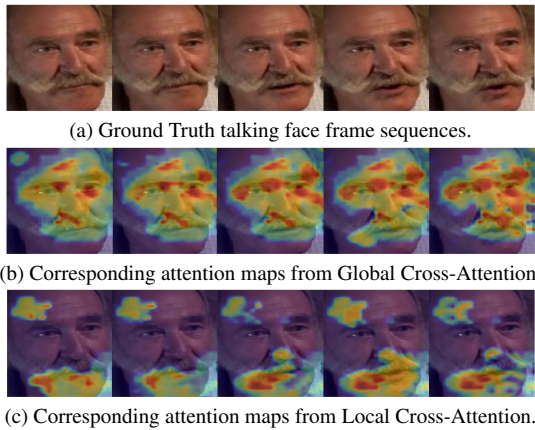 (a) Ground Truth talking face frame sequences.
(b) Corresponding attention maps from Global Cross-Attention
(c) Corresponding attention maps from Local Cross-Attention.